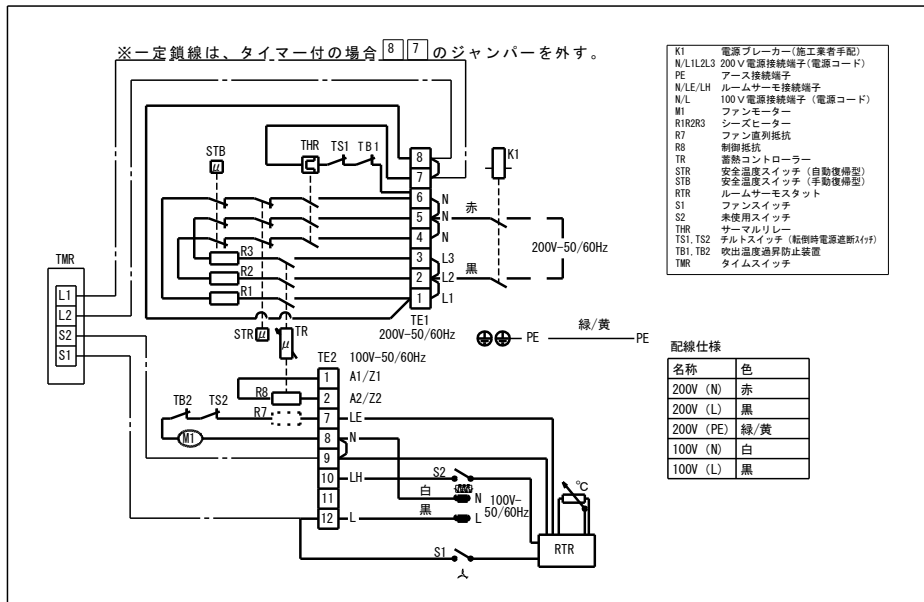 ※一定鎖線は、タイマー付の場合 8 7 のジャンパーを外す。
K1 電源ブレーカー(施工業者手配)
N/L1L2L3 200V電源接続端子(電源コード)
PE アース接続端子
N/LE/LH ルームサーモ接続端子
N/L 100V電源接続端子 (電源コード)
M1 ファンモーター
R1R2R3 シーズヒーター
R7 ファン直列抵抗
R8 制御抵抗
TR 蓄熱コントローラー
STR 安全温度スイッチ(自動復帰型)
STB 安全温度スイッチ(手動復帰型)
RTR ルームサーモスタット
S1 ファンスイッチ
S2 未使用スイッチ
THR サーマルリレー
TS1,TS2 チルトスイッチ(転倒時電源遮断スイッチ)
TB1,TB2 吹出温度過昇防止装置
TMR タイムスイッチ
STB
μ
THR
TS1
TB1
K1
8
7
6
N
赤
5
N
4
N
200V-50/60Hz
R3
3
L3
黒
R2
2
L2
R1
1
L1
TMR
L1
L2
S2
S1
STR
μ
μ
TR
TE1
200V-50/60Hz
PE
緑/黄
PE
TE2
100V-50/60Hz
1
A1/Z1
R8
2
A2/Z2
TB2
TS2
R7
7
LE
M1
8
N
9
10
LH
S2
℃
11
白
N
100V-
50/60Hz
12
L
黒
L
S1
RTR
配線仕様
名称 色
200V (N) 赤
200V (L) 黒
200V (PE) 緑/黄
100V (N) 白
100V (L) 黒